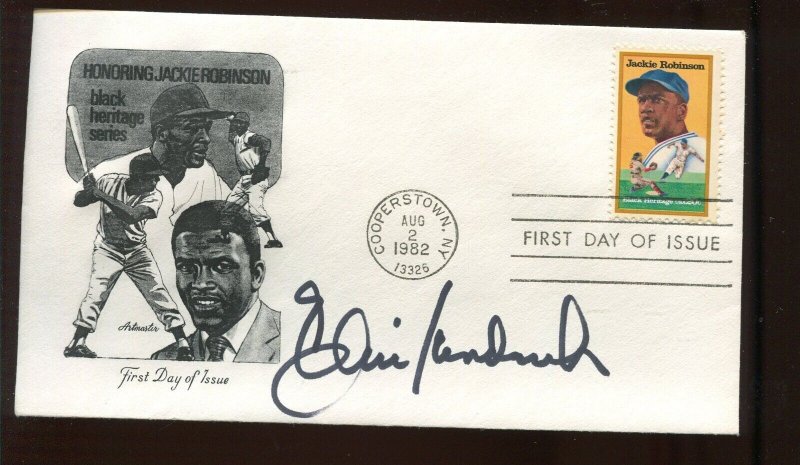 HONORING JACKIE ROBINSON
black
heritage
series
Artmaster
First Day of Issue
Jackie Robinson
Black Heritage
COOPERSTOWN, NY
AUG
2
1982
13326
FIRST DAY OF ISSUE